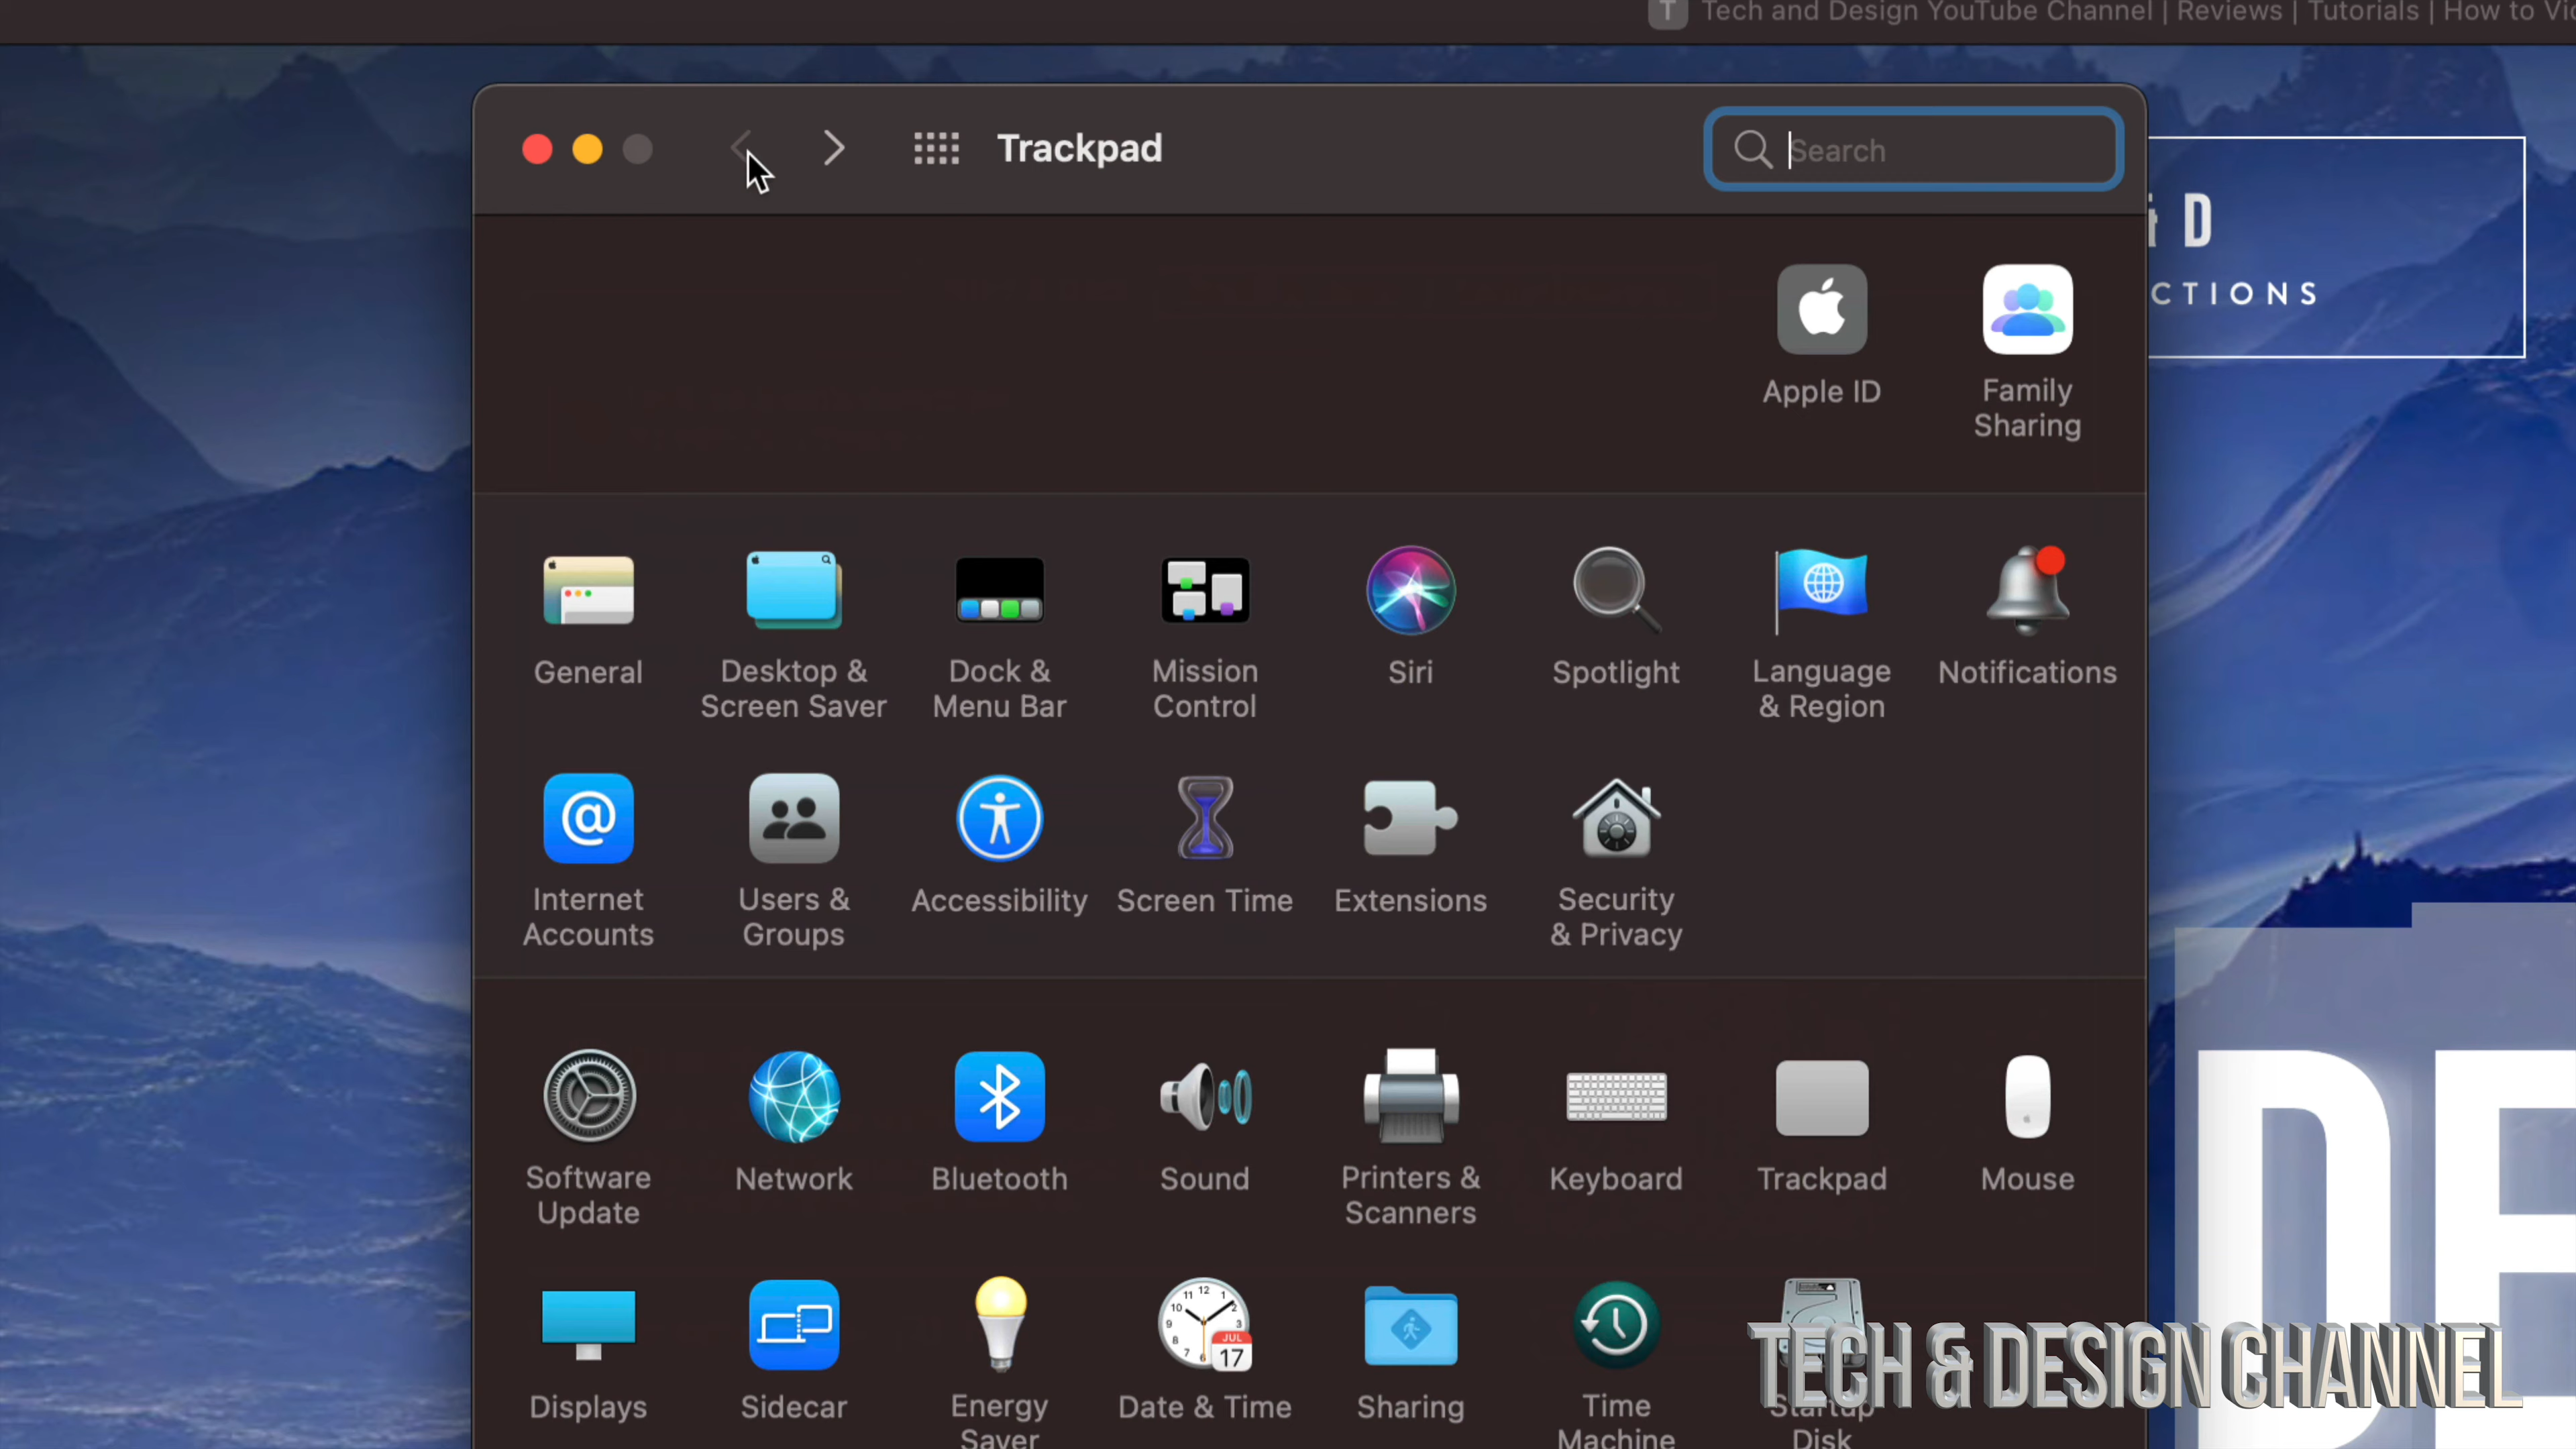 T Tech and Design YouTube Channel | Reviews | Tutorials | How to
Trackpad
Search
D
CTIONS
Apple ID
Family
Sharing
General
Desktop &
Screen Saver
Dock &
Menu Bar
Mission
Control
Siri
Spotlight
Language
& Region
Notifications
Internet
Accounts
Users &
Groups
Accessibility
Screen Time
Extensions
Security
& Privacy
Software
Update
Network
Bluetooth
Sound
Printers &
Scanners
Keyboard
Trackpad
Mouse
JUL
17
Displays
Sidecar
Energy
Saver
Date & Time
Sharing
Time
Machine
Startup
Disk
TECH & DESIGN CHANNEL
DE